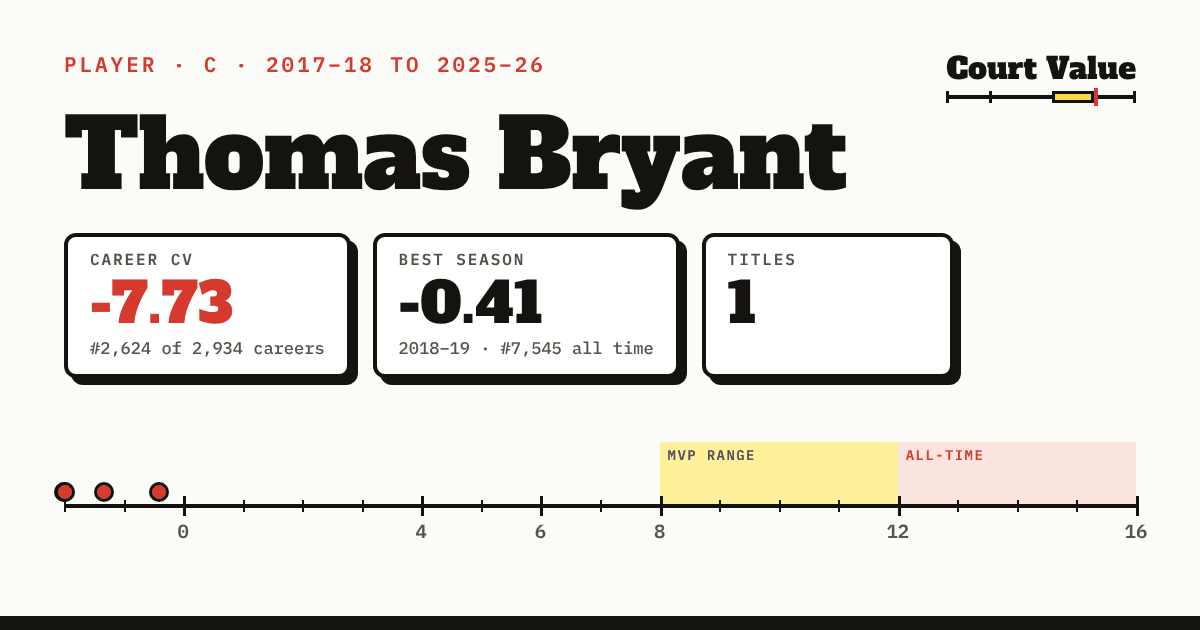 PLAYER · C · 2017–18 TO 2025–26
Court Value
Thomas Bryant
CAREER CV
-7.73
#2,624 of 2,934 careers
BEST SEASON
-0.41
2018–19 · #7,545 all time
TITLES
1
MVP RANGE
ALL-TIME
0
4
6
8
12
16